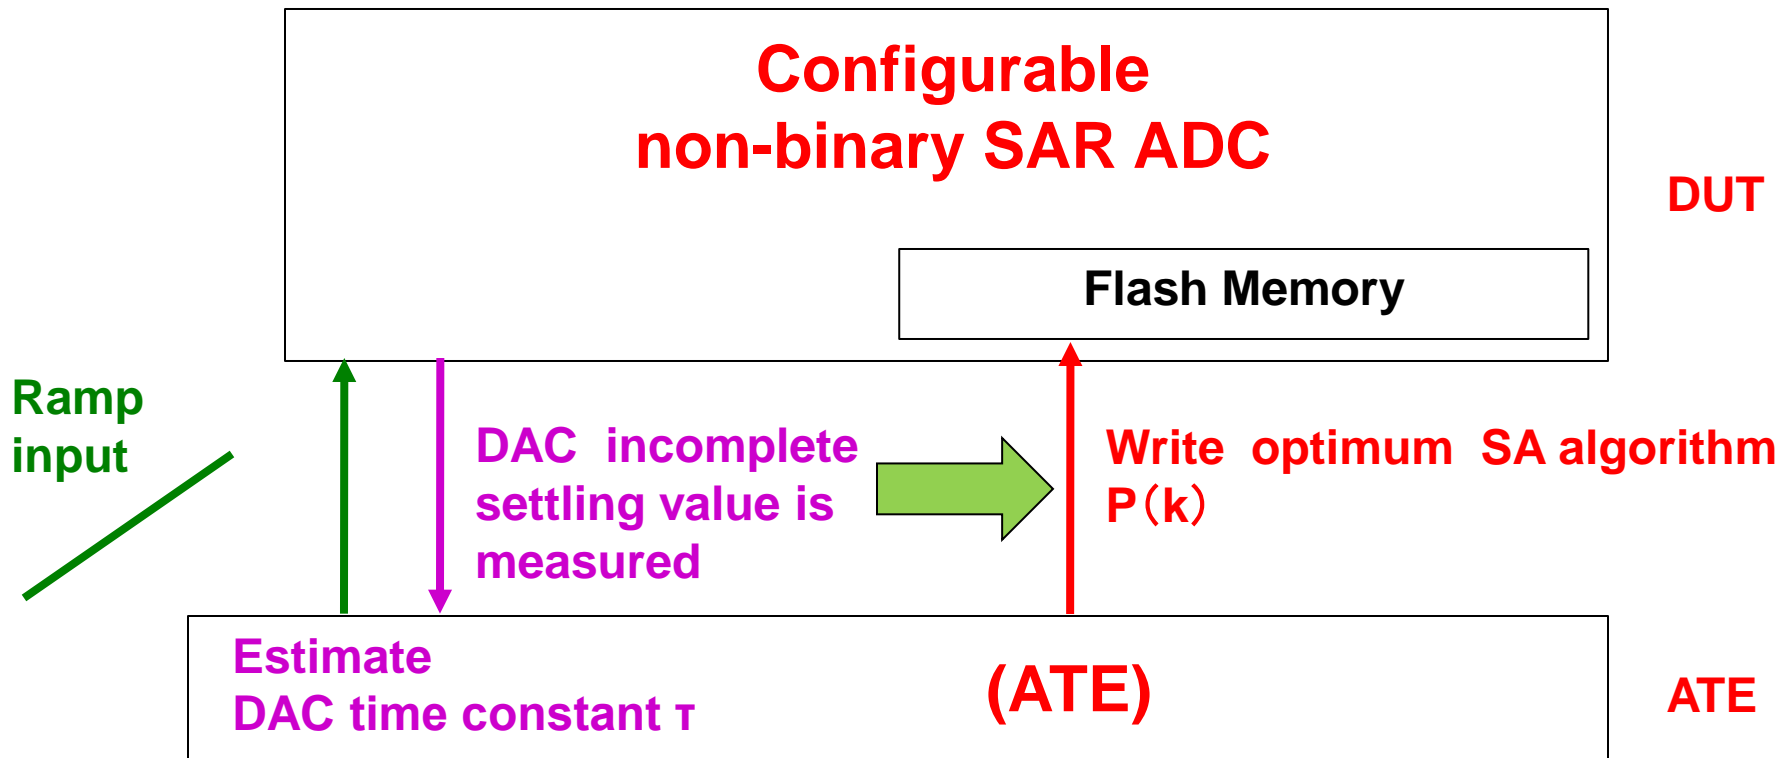 Configurable
non-binary SAR ADC
DUT
Flash Memory
Ramp
input
DAC incomplete
settling value is
measured
Write optimum SA algorithm
P（k）
Estimate
DAC time constant τ
(ATE)
ATE